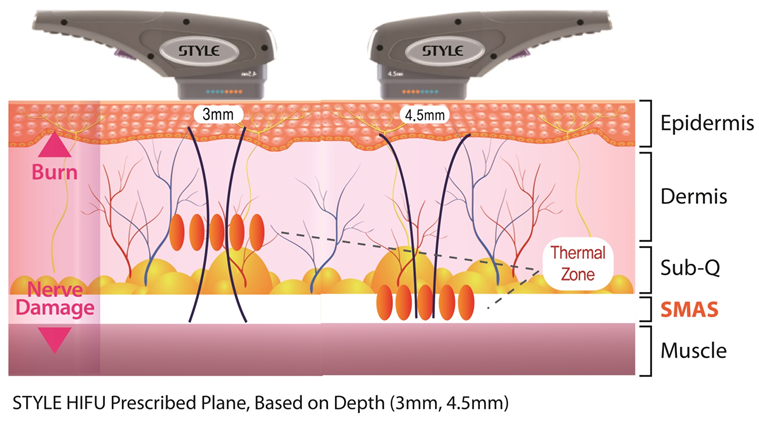 STYLE
STYLE
4.5mm
3mm
4,5mm
Epidermis
Burn
Dermis
Thermal
Zone
Sub-Q
Nerve
Damage
SMAS
Muscle
STYLE HIFU Prescribed Plane, Based on Depth (3mm, 4.5mm)